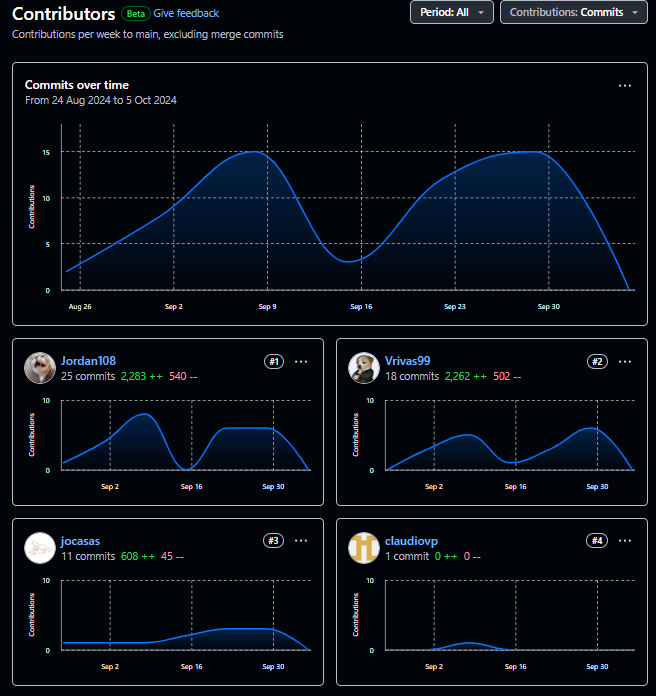 Contributors Beta Give feedback
Period: All
Contributions: Commits
Contributions per week to main, excluding merge commits
Commits over time
From 24 Aug 2024 to 5 Oct 2024
Contributions
15
10
5
0
Aug 26 Sep 2 Sep 9 Sep 16 Sep 23 Sep 30
Jordan108 #1
25 commits 2,283 ++ 540 --
Contributions
10
0
Sep 2 Sep 16 Sep 30
Vrivas99 #2
18 commits 2,262 ++ 502 --
Contributions
10
0
Sep 2 Sep 16 Sep 30
jocasas #3
11 commits 608 ++ 45 --
Contributions
10
0
Sep 2 Sep 16 Sep 30
claudiovp #4
1 commit 0 ++ 0 --
Contributions
10
0
Sep 2 Sep 16 Sep 30